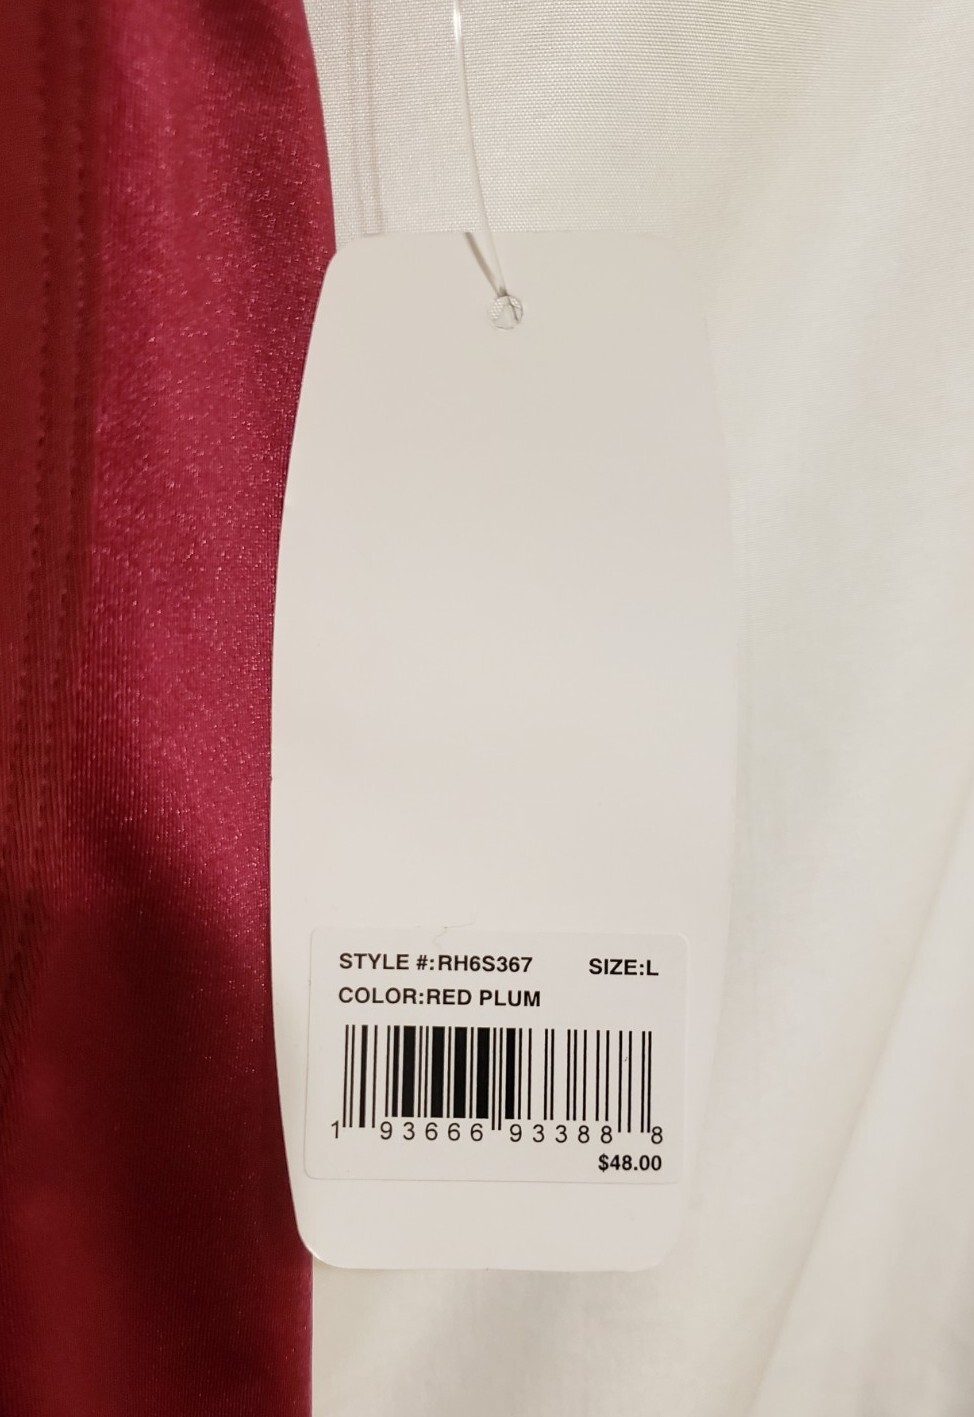 STYLE #:RH6S367 SIZE:L
COLOR:RED PLUM
1 93666 93388 8
$48.00